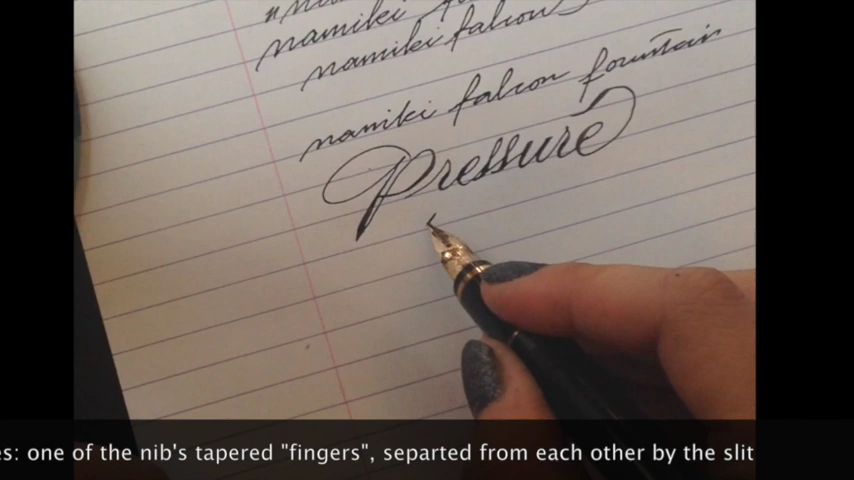 namiki
namiki falcon
namiki falcon fountain
Pressure
es: one of the nib's tapered "fingers", separted from each other by the slit